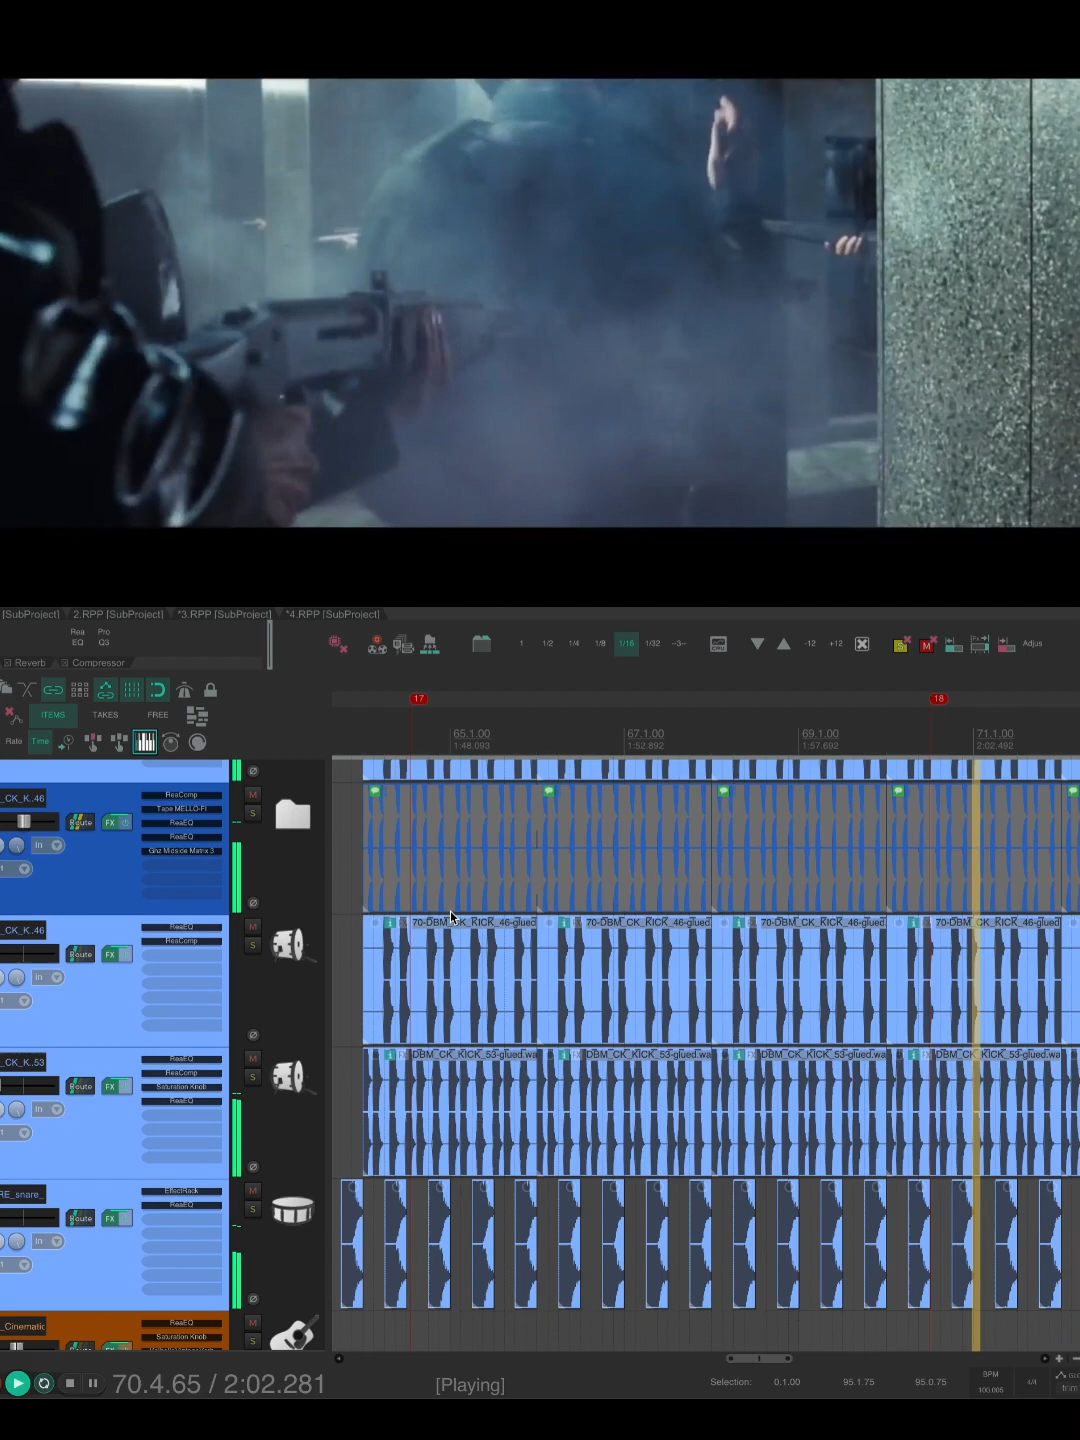 [SubProject] 2.RPP [SubProject] *3.RPP [SubProject] *4.RPP [SubProject]
Rea EQ Pro Q3
1 1/2 1/4 1/8 1/16 1/32 --3-- -12 +12 S M Adjus
Reverb Compressor
ITEMS TAKES FREE
17 18
Rate Time
65.1.00 67.1.00 69.1.00 71.1.00
1:48.093 1:52.892 1:57.692 2:02.492
_CK_K..46
Route FX
In
ReaComp
Tape MELLO-FI
ReaEQ
ReaEQ
Ghz Midside Matrix 3
M
S
_CK_K.46
Route FX
In
ReaEQ
ReaComp
M
S
70-DBM_CK_KICK_46-glued 70-DBM_CK_KICK_46-glued 70-DBM_CK_KICK_46-glued 70-DBM_CK_KICK_46-glued
_CK_K.53
Route FX
In
ReaEQ
ReaComp
Saturation Knob
ReaEQ
M
S
DBM_CK_KICK_53-glued.wa DBM_CK_KICK_53-glued.wa DBM_CK_KICK_53-glued.wa DBM_CK_KICK_53-glued.wa
RE_snare_
Route FX
In
EffectRack
ReaEQ
M
S
_Cinematic
ReaEQ
Saturation Knob
M
S
70.4.65 / 2:02.281 [Playing] Selection: 0.1.00 95.1.75 95.0.75 BPM 100.005 4/4 GLO trim